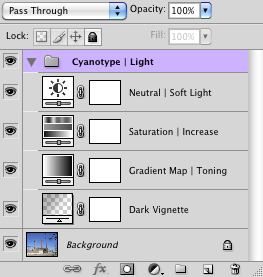 Pass Through Opacity: 100%
Lock: Fill: 100%
Cyanotype | Light
Neutral | Soft Light
Saturation | Increase
Gradient Map | Toning
Dark Vignette
Background
fx.